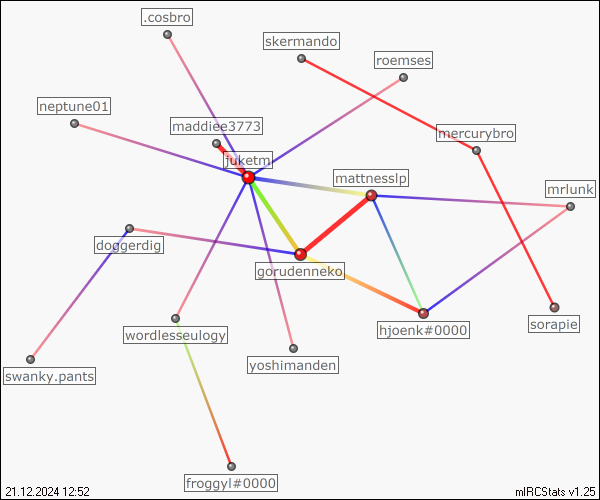 .cosbro
skermando
roemses
neptune01
maddiee3773
mercurybro
juketm
mattnesslp
mrlunk
doggerdig
gorudenneko
wordlesseulogy
hjoenk#0000
sorapie
swanky.pants
yoshimanden
froggyl#0000
21.12.2024 12:52
mIRCStats v1.25